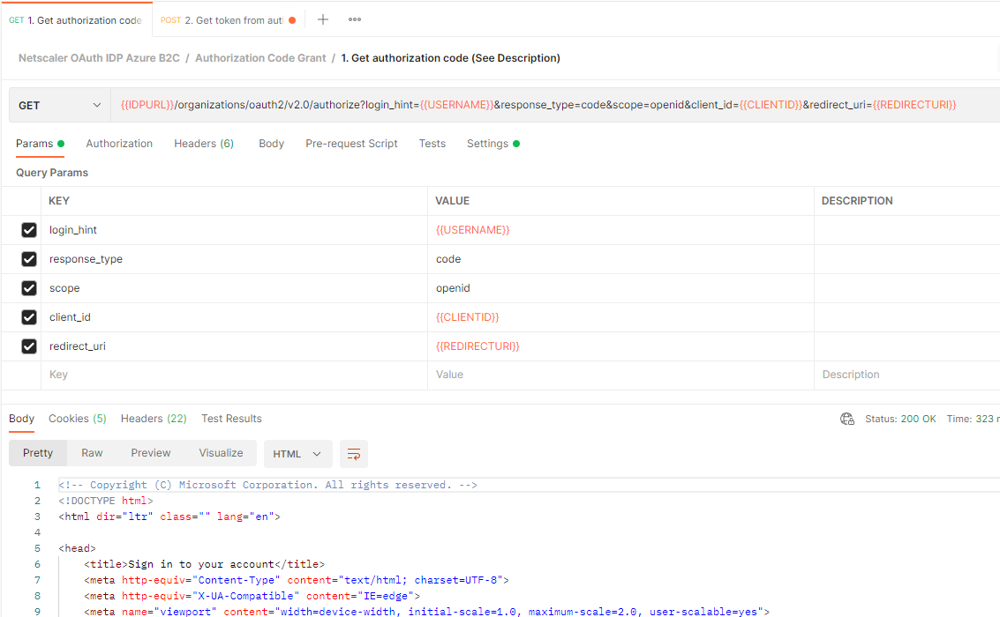 GET 1. Get authorization code POST 2. Get token from aut
Netscaler OAuth IDP Azure B2C / Authorization Code Grant / 1. Get authorization code (See Description)
GET {{IDPURL}}/organizations/oauth2/v2.0/authorize?login_hint={{USERNAME}}&response_type=code&scope=openid&client_id={{CLIENTID}}&redirect_uri={{REDIRECTURI}}
Params Authorization Headers (6) Body Pre-request Script Tests Settings
Query Params
KEY VALUE DESCRIPTION
login_hint {{USERNAME}}
response_type code
scope openid
client_id {{CLIENTID}}
redirect_uri {{REDIRECTURI}}
Key Value Description
Body Cookies (5) Headers (22) Test Results Status: 200 OK Time: 323 m
Pretty Raw Preview Visualize HTML
1 <!-- Copyright (C) Microsoft Corporation. All rights reserved. -->
2 <!DOCTYPE html>
3 <html dir="ltr" class="" lang="en">
4
5 <head>
6 <title>Sign in to your account</title>
7 <meta http-equiv="Content-Type" content="text/html; charset=UTF-8">
8 <meta http-equiv="X-UA-Compatible" content="IE=edge">
9 <meta name="viewport" content="width=device-width, initial-scale=1.0, maximum-scale=2.0, user-scalable=yes">